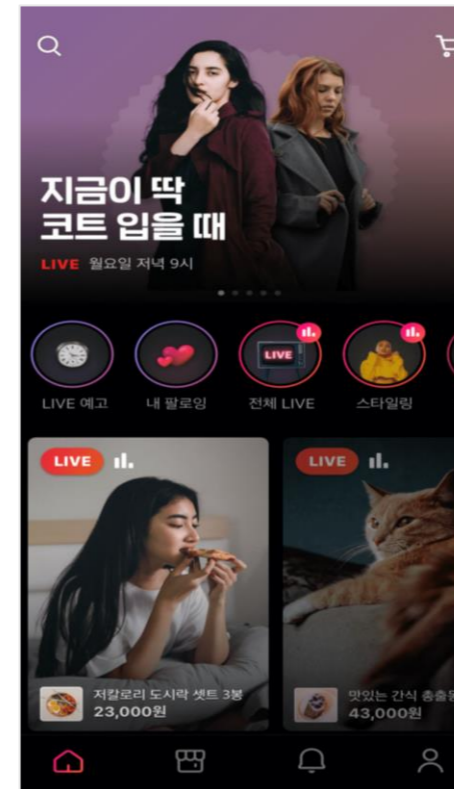 지금이 딱
코트 입을 때
LIVE 월요일 저녁 9시
LIVE
LIVE 예고
내 팔로잉
전체 LIVE
스타일링
LIVE
LIVE
저칼로리 도시락 셋트 3봉
23,000원
맛있는 간식 총출동
43,000원